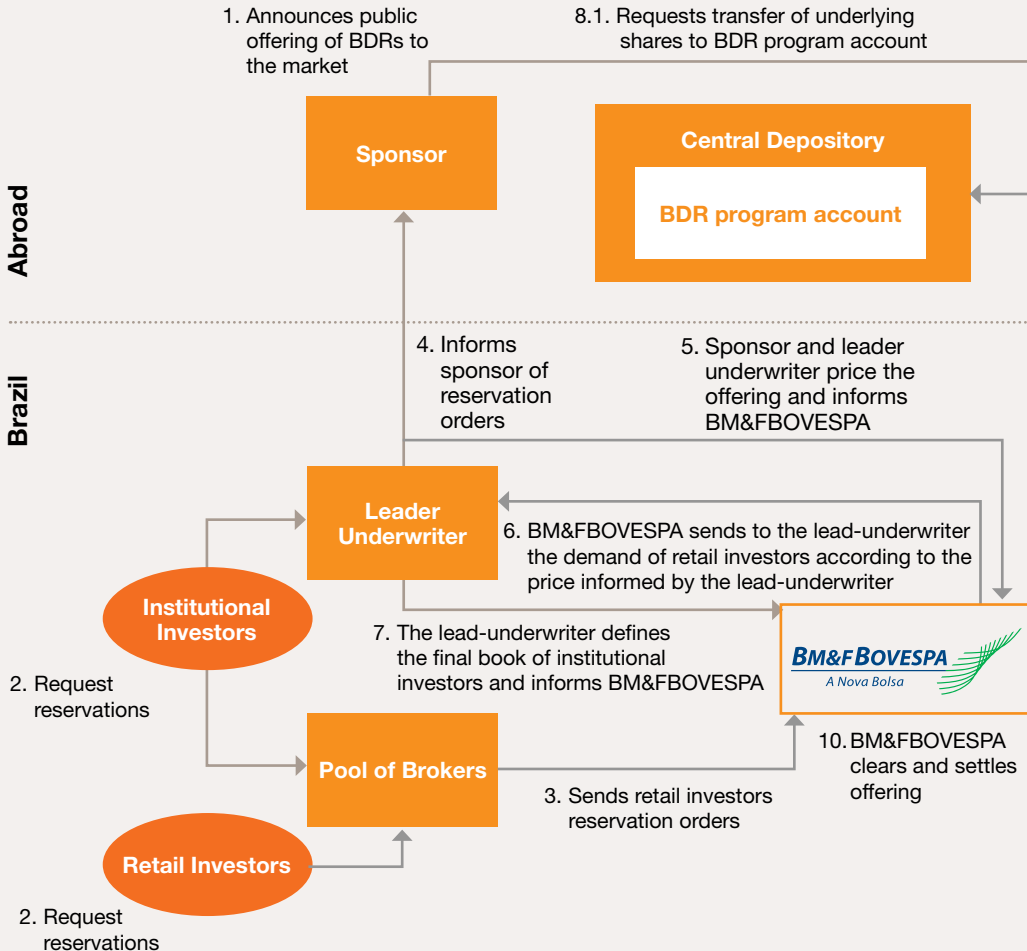 1. Announces public
offering of BDRs to
the market
8.1. Requests transfer of underlying
shares to BDR program account
Sponsor
Central Depository
BDR program account
Abroad
Brazil
4. Informs
sponsor of
reservation
orders
5. Sponsor and leader
underwriter price the
offering and informs
BM&FBOVESPA
Leader
Underwriter
6. BM&FBOVESPA sends to the lead-underwriter
the demand of retail investors according to the
price informed by the lead-underwriter
Institutional
Investors
7. The lead-underwriter defines
the final book of institutional
investors and informs BM&FBOVESPA
BM&FBOVESPA
A Nova Bolsa
2. Request
reservations
Pool of Brokers
10. BM&FBOVESPA
clears and settles
offering
3. Sends retail investors
reservation orders
Retail Investors
2. Request
reservations